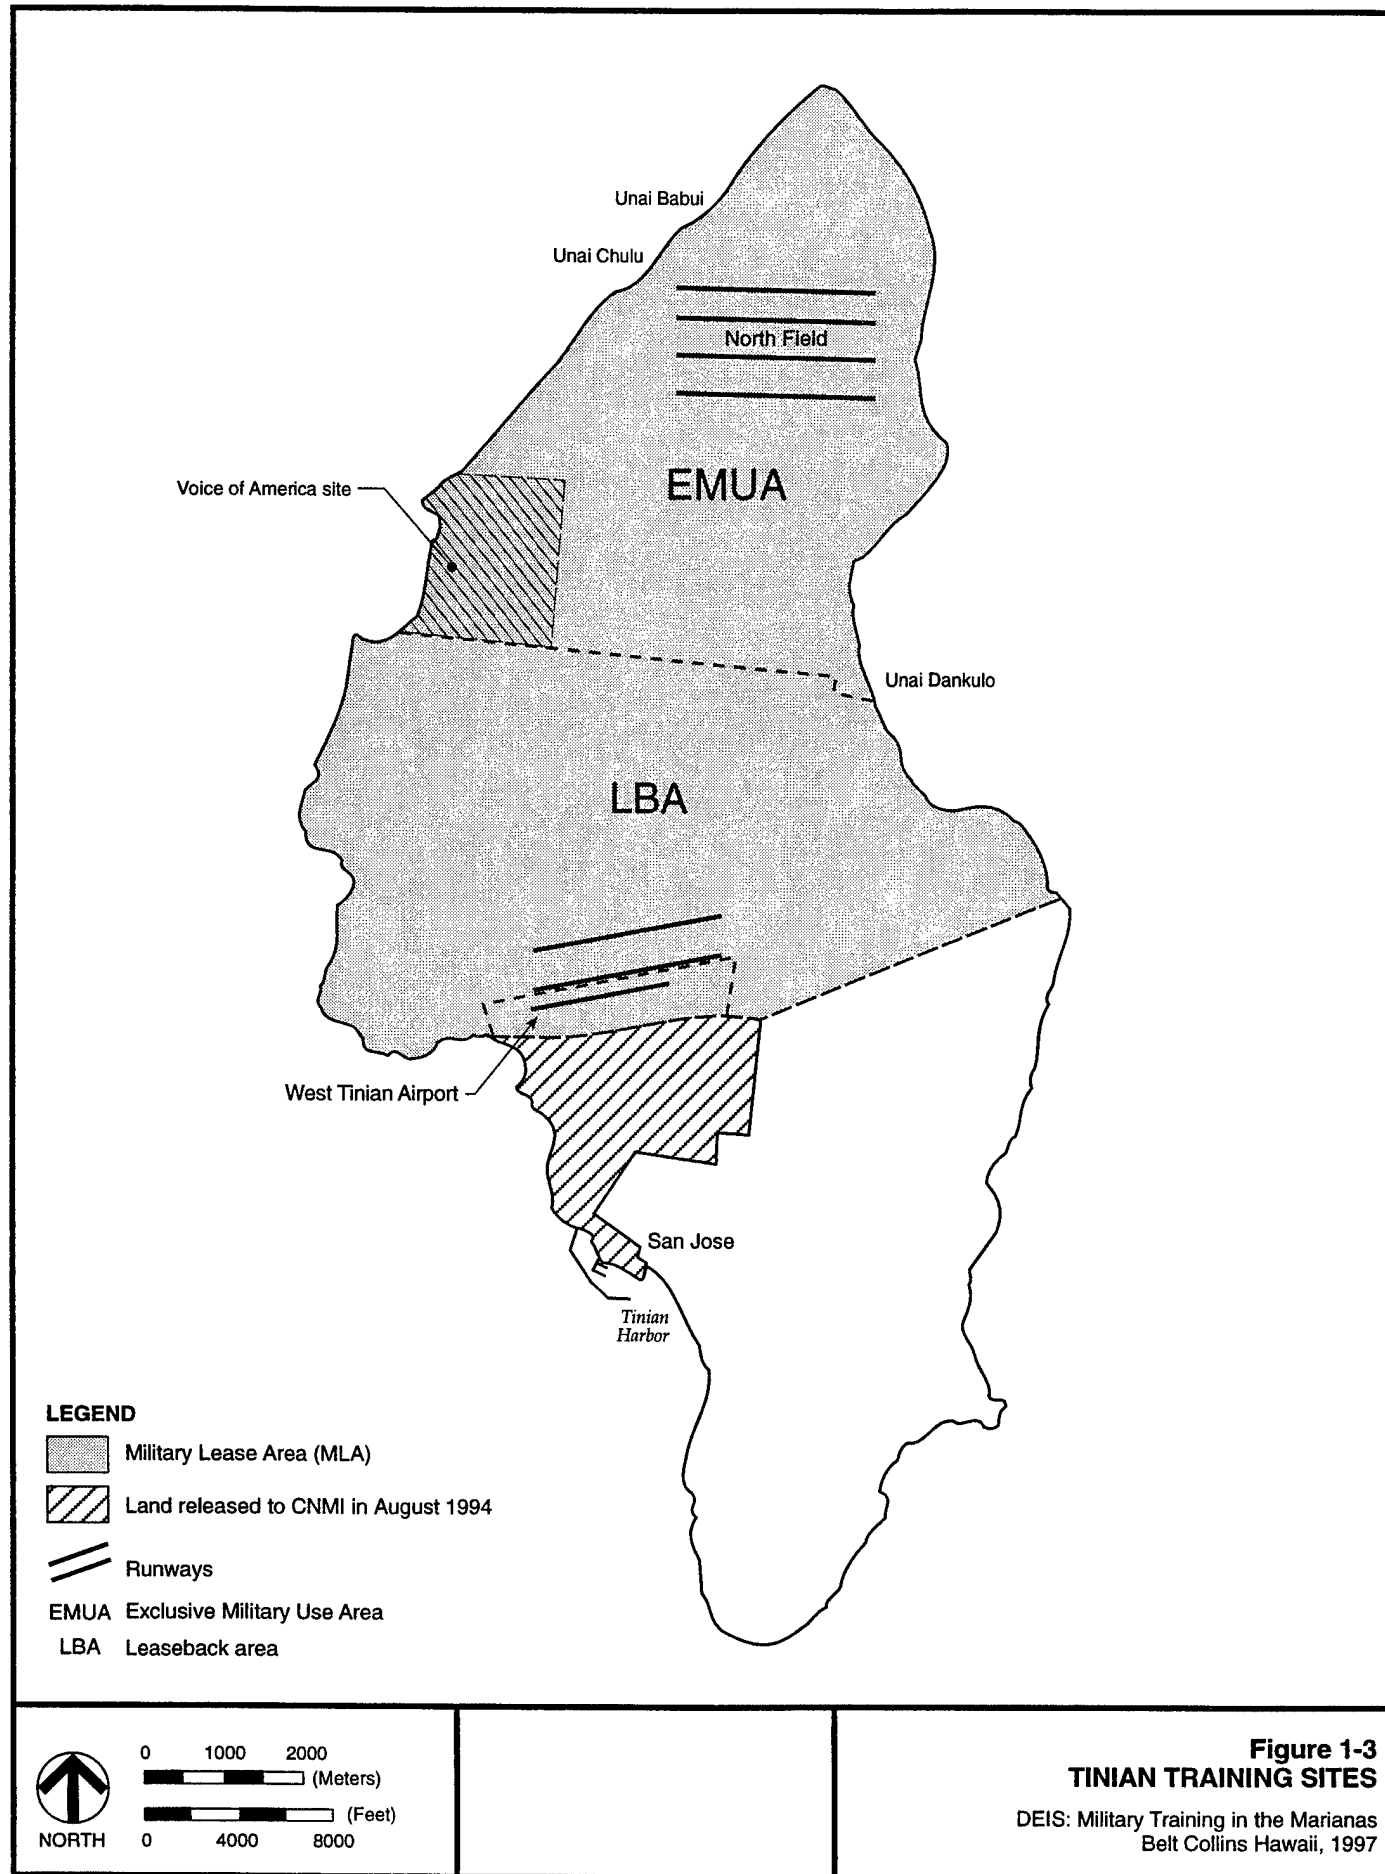 Unai Babui
Unai Chulu
North Field
EMUA
Voice of America site
Unai Dankulo
LBA
West Tinian Airport
San Jose
Tinian
Harbor
LEGEND
Military Lease Area (MLA)
Land released to CNMI in August 1994
Runways
EMUA Exclusive Military Use Area
LBA Leaseback area
0 1000 2000
(Meters)
(Feet)
0 4000 8000
NORTH
Figure 1-3
TINIAN TRAINING SITES
DEIS: Military Training in the Marianas
Belt Collins Hawaii, 1997